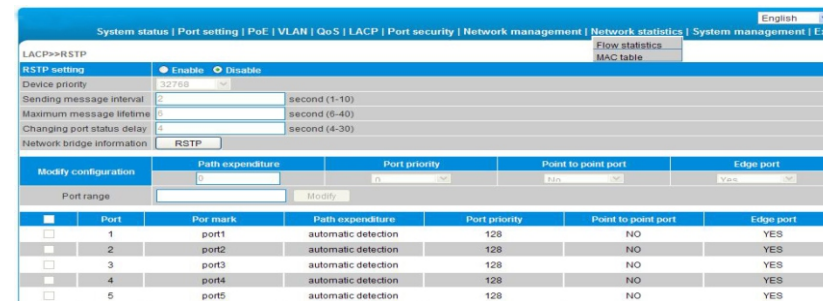 English
System status | Port setting | PoE | VLAN | QoS | LACP | Port security | Network management | Network statistics | System management | E
Flow statistics
MAC table
LACP>>RSTP
RSTP setting Enable Disable
Device priority 32768
Sending message interval 2 second (1-10)
Maximum message lifetime 6 second (6-40)
Changing port status delay 4 second (4-30)
Network bridge information RSTP
Modify configuration Path expenditure Port priority Point to point port Edge port
0 0 No Yes
Port range Modify
Port Por mark Path expenditure Port priority Point to point port Edge port
1 port1 automatic detection 128 NO YES
2 port2 automatic detection 128 NO YES
3 port3 automatic detection 128 NO YES
4 port4 automatic detection 128 NO YES
5 port5 automatic detection 128 NO YES